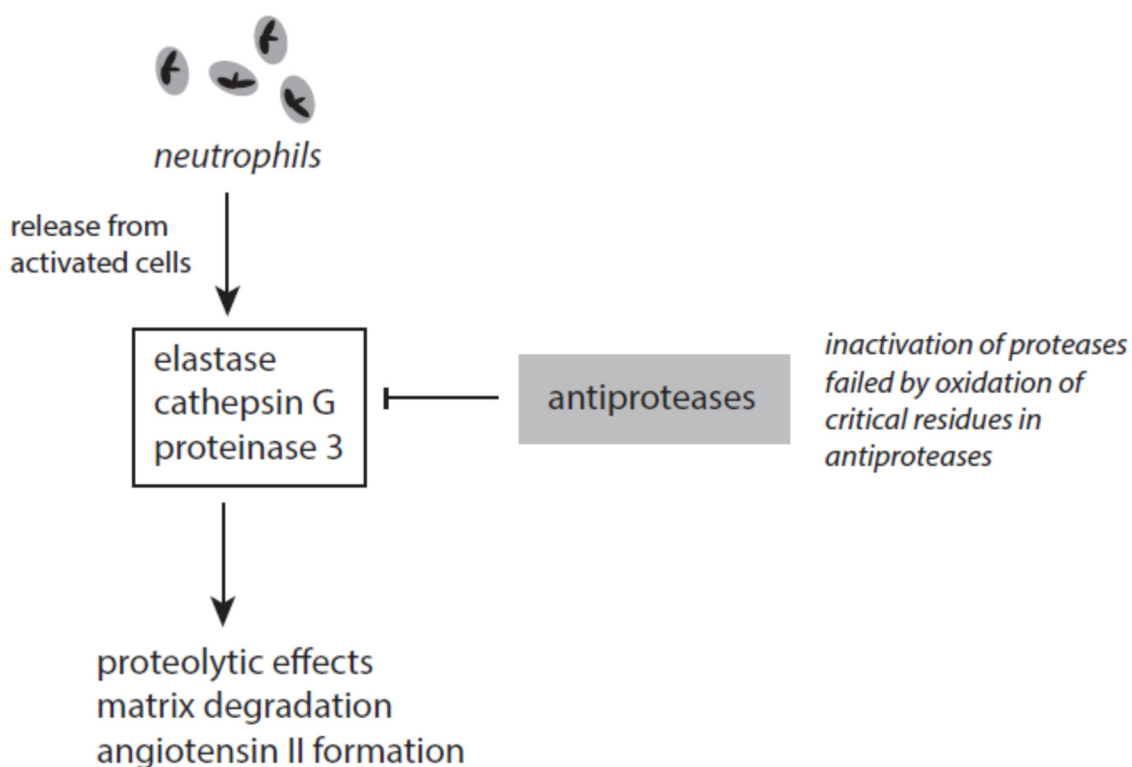 neutrophils
release from
activated cells
elastase
cathepsin G
proteinase 3
antiproteases
inactivation of proteases
failed by oxidation of
critical residues in
antiproteases
proteolytic effects
matrix degradation
angiotensin II formation